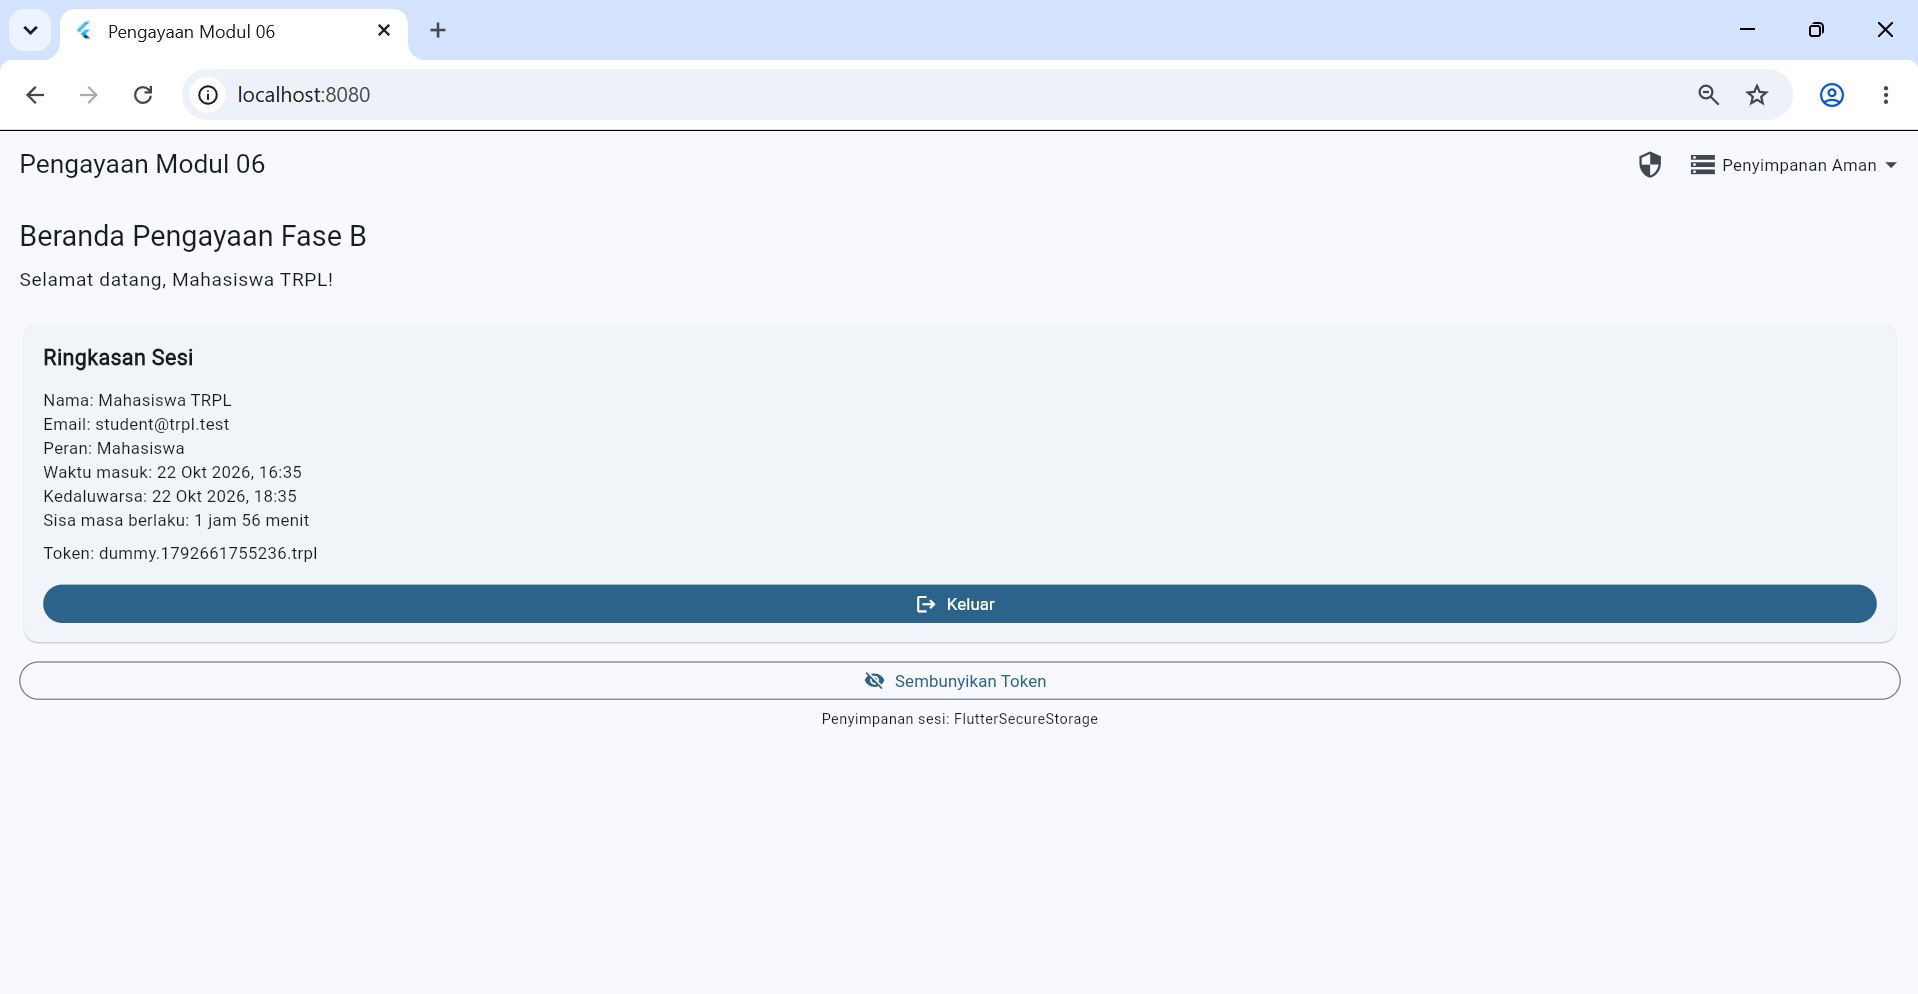 Pengayaan Modul 06
localhost:8080
Pengayaan Modul 06
Penyimpanan Aman
Beranda Pengayaan Fase B
Selamat datang, Mahasiswa TRPL!
Ringkasan Sesi
Nama: Mahasiswa TRPL
Email: student@trpl.test
Peran: Mahasiswa
Waktu masuk: 22 Okt 2026, 16:35
Kedaluwarsa: 22 Okt 2026, 18:35
Sisa masa berlaku: 1 jam 56 menit
Token: dummy.1792661755236.trpl
Keluar
Sembunyikan Token
Penyimpanan sesi: FlutterSecureStorage